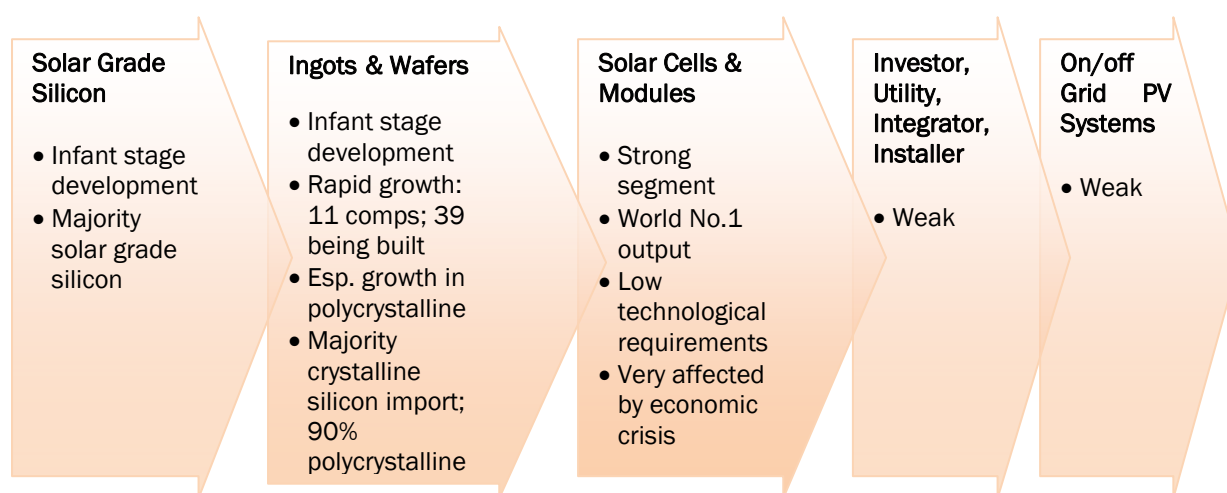 Solar Grade
Silicon
• Infant stage
development
• Majority
solar grade
silicon
Ingots & Wafers
• Infant stage
development
• Rapid growth:
11 comps; 39
being built
• Esp. growth in
polycrystalline
• Majority
crystalline
silicon import;
90%
polycrystalline
Solar Cells &
Modules
• Strong
segment
• World No.1
output
• Low
technological
requirements
• Very affected
by economic
crisis
Investor,
Utility,
Integrator,
Installer
• Weak
On/off
Grid PV
Systems
• Weak